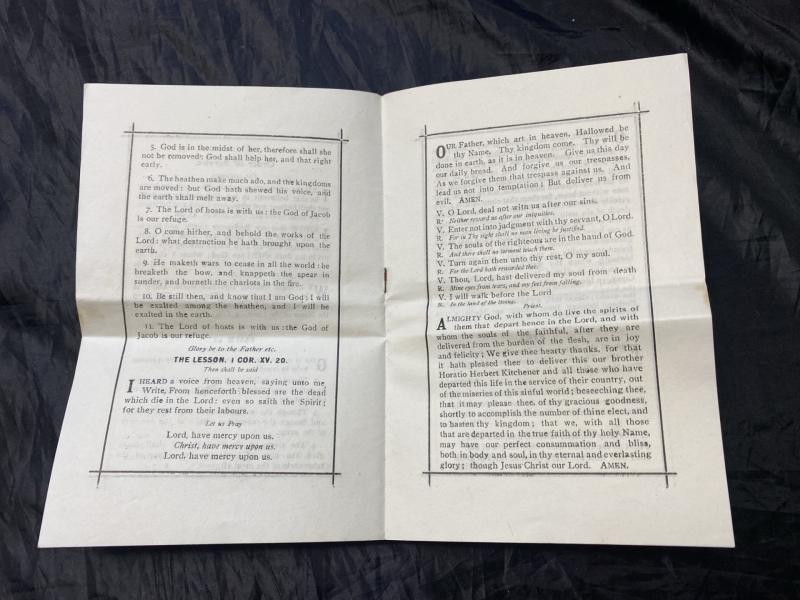 5. God is in the midst of her, therefore shall she
not be removed: God shall help her, and that right
early.
6. The heathen make much ado, and the kingdoms
are moved: but God hath shewed his voice, and
the earth shall melt away.
7. The Lord of hosts is with us: the God of Jacob
is our refuge.
8. O come hither, and behold the works of the
Lord: what destruction he hath brought upon the
earth.
9. He maketh wars to cease in all the world: he
breaketh the bow, and knappeth the spear in
sunder, and burneth the chariots in the fire.
10. Be still then, and know that I am God: I will
be exalted among the heathen, and I will be
exalted in the earth.
11. The Lord of hosts is with us: the God of
Jacob is our refuge.
Glory be to the Father etc.
THE LESSON. 1 COR. XV. 20.
Then shall be said
I HEARD a voice from heaven, saying unto me
Write, From henceforth blessed are the dead
which die in the Lord: even so saith the Spirit;
for they rest from their labours.
Let us Pray
Lord, have mercy upon us.
Christ, have mercy upon us.
Lord, have mercy upon us.
OUR Father, which art in heaven, Hallowed be
thy Name. Thy kingdom come. Thy will be
done in earth, as it is in heaven. Give us this day
our daily bread. And forgive us our trespasses,
As we forgive them that trespass against us. And
lead us not into temptation; But deliver us from
evil. AMEN.
V. O Lord, deal not with us after our sins.
R. Neither reward us after our iniquities.
V. Enter not into judgment with thy servant, O Lord.
R. For in Thy sight shall no man living be justified.
V. The souls of the righteous are in the hand of God.
R. And there shall no torment touch them.
V. Turn again then unto thy rest, O my soul.
R. For the Lord hath rewarded thee.
V. Thou, Lord, hast delivered my soul from death
R. Mine eyes from tears, and my feet from falling.
V. I will walk before the Lord
R. In the land of the living.
Priest.
ALMIGHTY God, with whom do live the spirits of
them that depart hence in the Lord, and with
whom the souls of the faithful, after they are
delivered from the burden of the flesh, are in joy
and felicity; We give thee hearty thanks, for that
it hath pleased thee to deliver this our brother
Horatio Herbert Kitchener and all those who have
departed this life in the service of their country, out
of the miseries of this sinful world; beseeching thee,
that it may please thee, of thy gracious goodness,
shortly to accomplish the number of thine elect, and
to hasten thy kingdom; that we, with all those
that are departed in the true faith of thy holy Name,
may have our perfect consummation and bliss,
both in body and soul, in thy eternal and everlasting
glory; though Jesus Christ our Lord. AMEN.